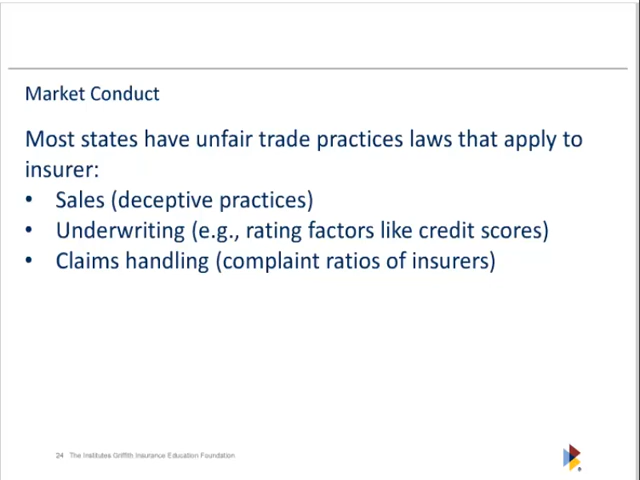 Market Conduct
Most states have unfair trade practices laws that apply to
insurer:
• Sales (deceptive practices)
• Underwriting (e.g., rating factors like credit scores)
• Claims handling (complaint ratios of insurers)
24 The Institutes Griffith Insurance Education Foundation
®